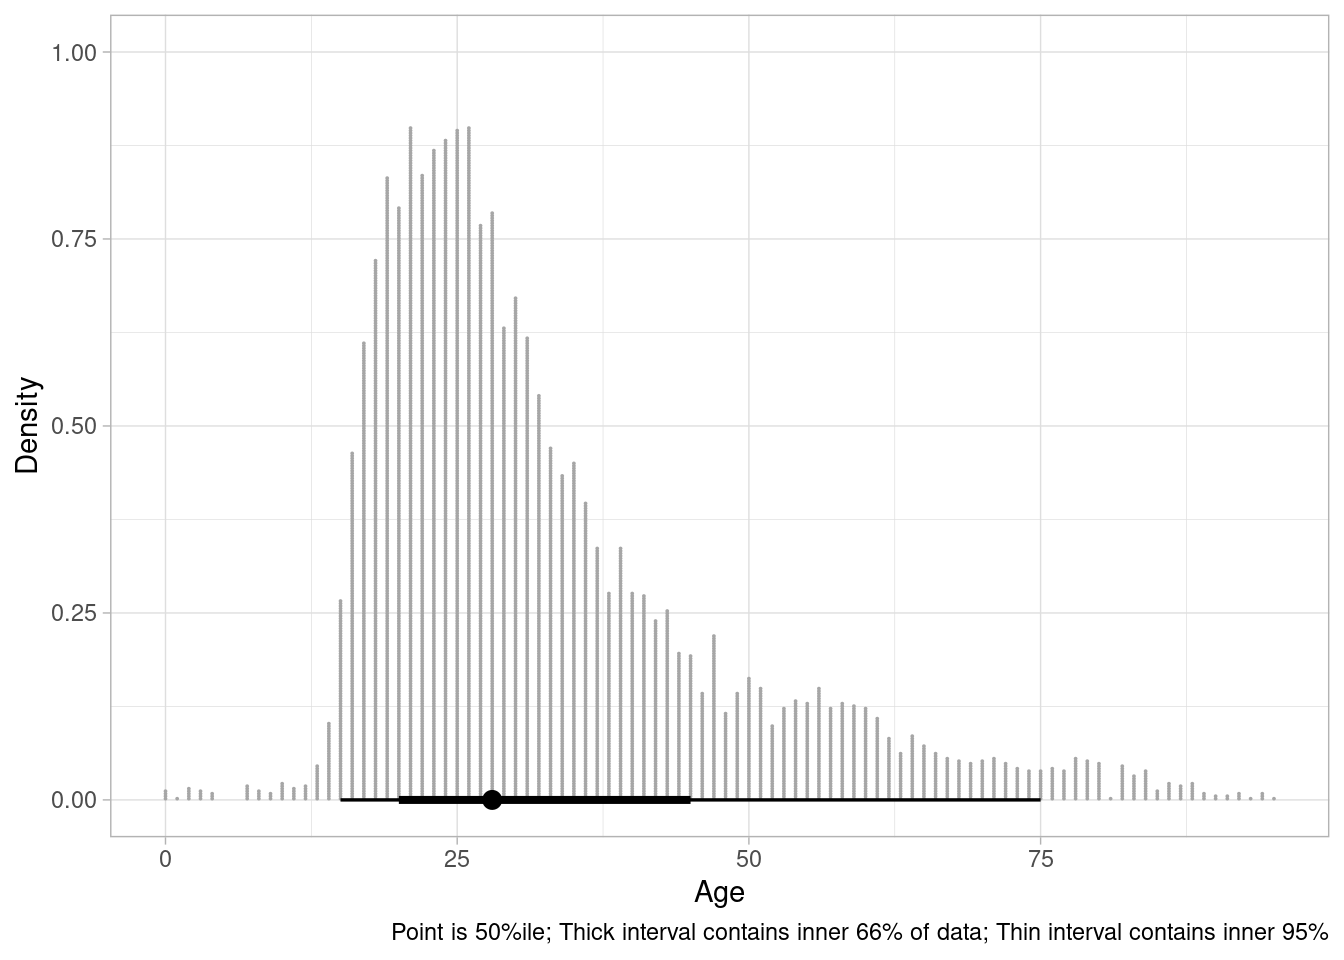 1.00
0.75
0.50
0.25
0.00
Density
0 25 50 75
Age
Point is 50%ile; Thick interval contains inner 66% of data; Thin interval contains inner 95%